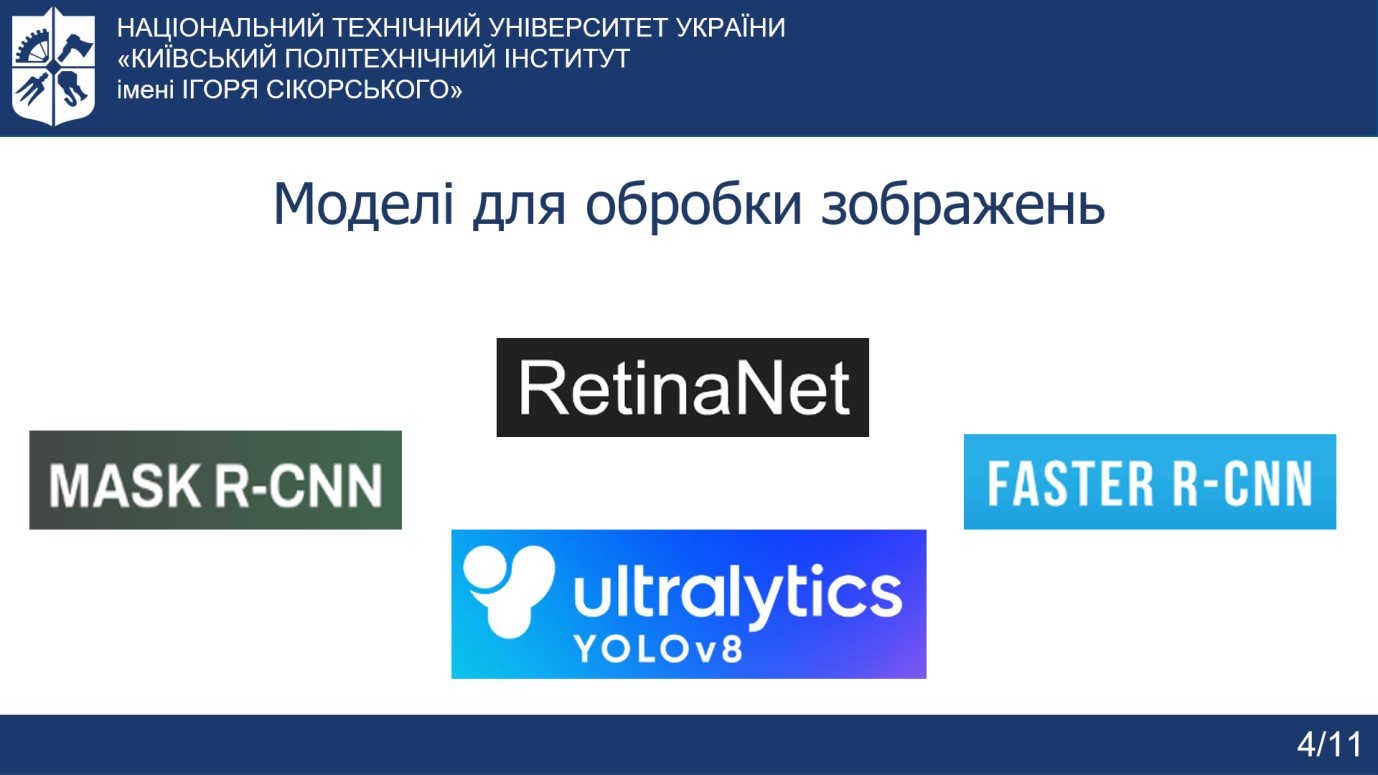 НАЦІОНАЛЬНИЙ ТЕХНІЧНИЙ УНІВЕРСИТЕТ УКРАЇНИ
«КИЇВСЬКИЙ ПОЛІТЕХНІЧНИЙ ІНСТИТУТ
імені ІГОРЯ СІКОРСЬКОГО»
Моделі для обробки зображень
RetinaNet
MASK R-CNN
FASTER R-CNN
ultralytics
YOLOv8
4/11